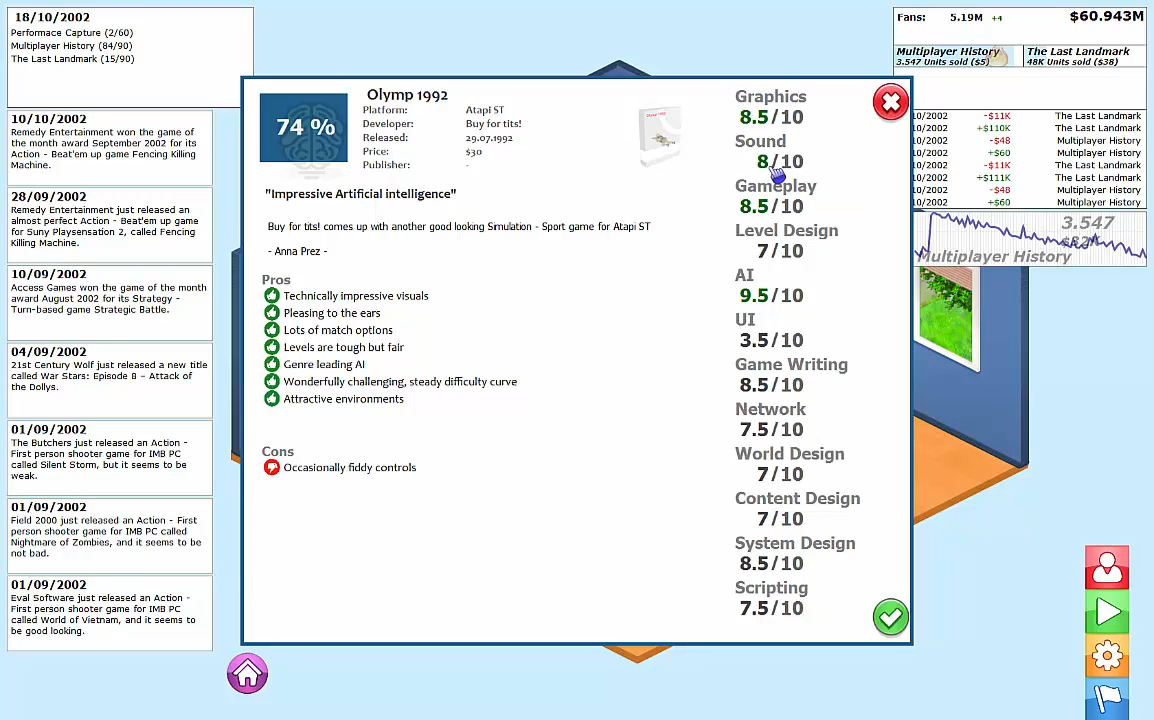 18/10/2002
Performace Capture (2/60)
Multiplayer History (84/90)
The Last Landmark (15/90)
10/10/2002
Remedy Entertainment won the game of
the month award September 2002 for its
Action - Beat'em up game Fencing Killing
Machine.
28/09/2002
Remedy Entertainment just released an
almost perfect Action - Beat'em up game
for Suny Playsensation 2, called Fencing
Killing Machine.
10/09/2002
Access Games won the game of the
month award August 2002 for its Strategy -
Turn-based game Strategic Battle.
04/09/2002
21st Century Wolf just released a new title
called War Stars: Episode 8 – Attack of
the Dollys.
01/09/2002
The Butchers just released an Action -
First person shooter game for IMB PC
called Silent Storm, but it seems to be
weak.
01/09/2002
Field 2000 just released an Action - First
person shooter game for IMB PC called
Nightmare of Zombies, and it seems to be
not bad.
01/09/2002
Eval Software just released an Action -
First person shooter game for IMB PC
called World of Vietnam, and it seems to
be good looking.
74 %
Olymp 1992
Platform: Atapi ST
Developer: Buy for tits!
Released: 29.07.1992
Price: $30
Publisher: -
"Impressive Artificial intelligence"
Buy for tits! comes up with another good looking Simulation - Sport game for Atapi ST
- Anna Prez -
Pros
Technically impressive visuals
Pleasing to the ears
Lots of match options
Levels are tough but fair
Genre leading AI
Wonderfully challenging, steady difficulty curve
Attractive environments
Cons
Occasionally fiddy controls
Graphics
8.5/10
Sound
8/10
Gameplay
8.5/10
Level Design
7/10
AI
9.5/10
UI
3.5/10
Game Writing
8.5/10
Network
7.5/10
World Design
7/10
Content Design
7/10
System Design
8.5/10
Scripting
7.5/10
Fans: 5.19M +4 $60.943M
Multiplayer History
3.547 Units sold ($5)
The Last Landmark
48K Units sold ($38)
10/2002 -$11K The Last Landmark
10/2002 +$110K The Last Landmark
10/2002 -$48 Multiplayer History
10/2002 +$60 Multiplayer History
10/2002 -$11K The Last Landmark
10/2002 +$111K The Last Landmark
10/2002 -$48 Multiplayer History
10/2002 +$60 Multiplayer History
3.547
Multiplayer History